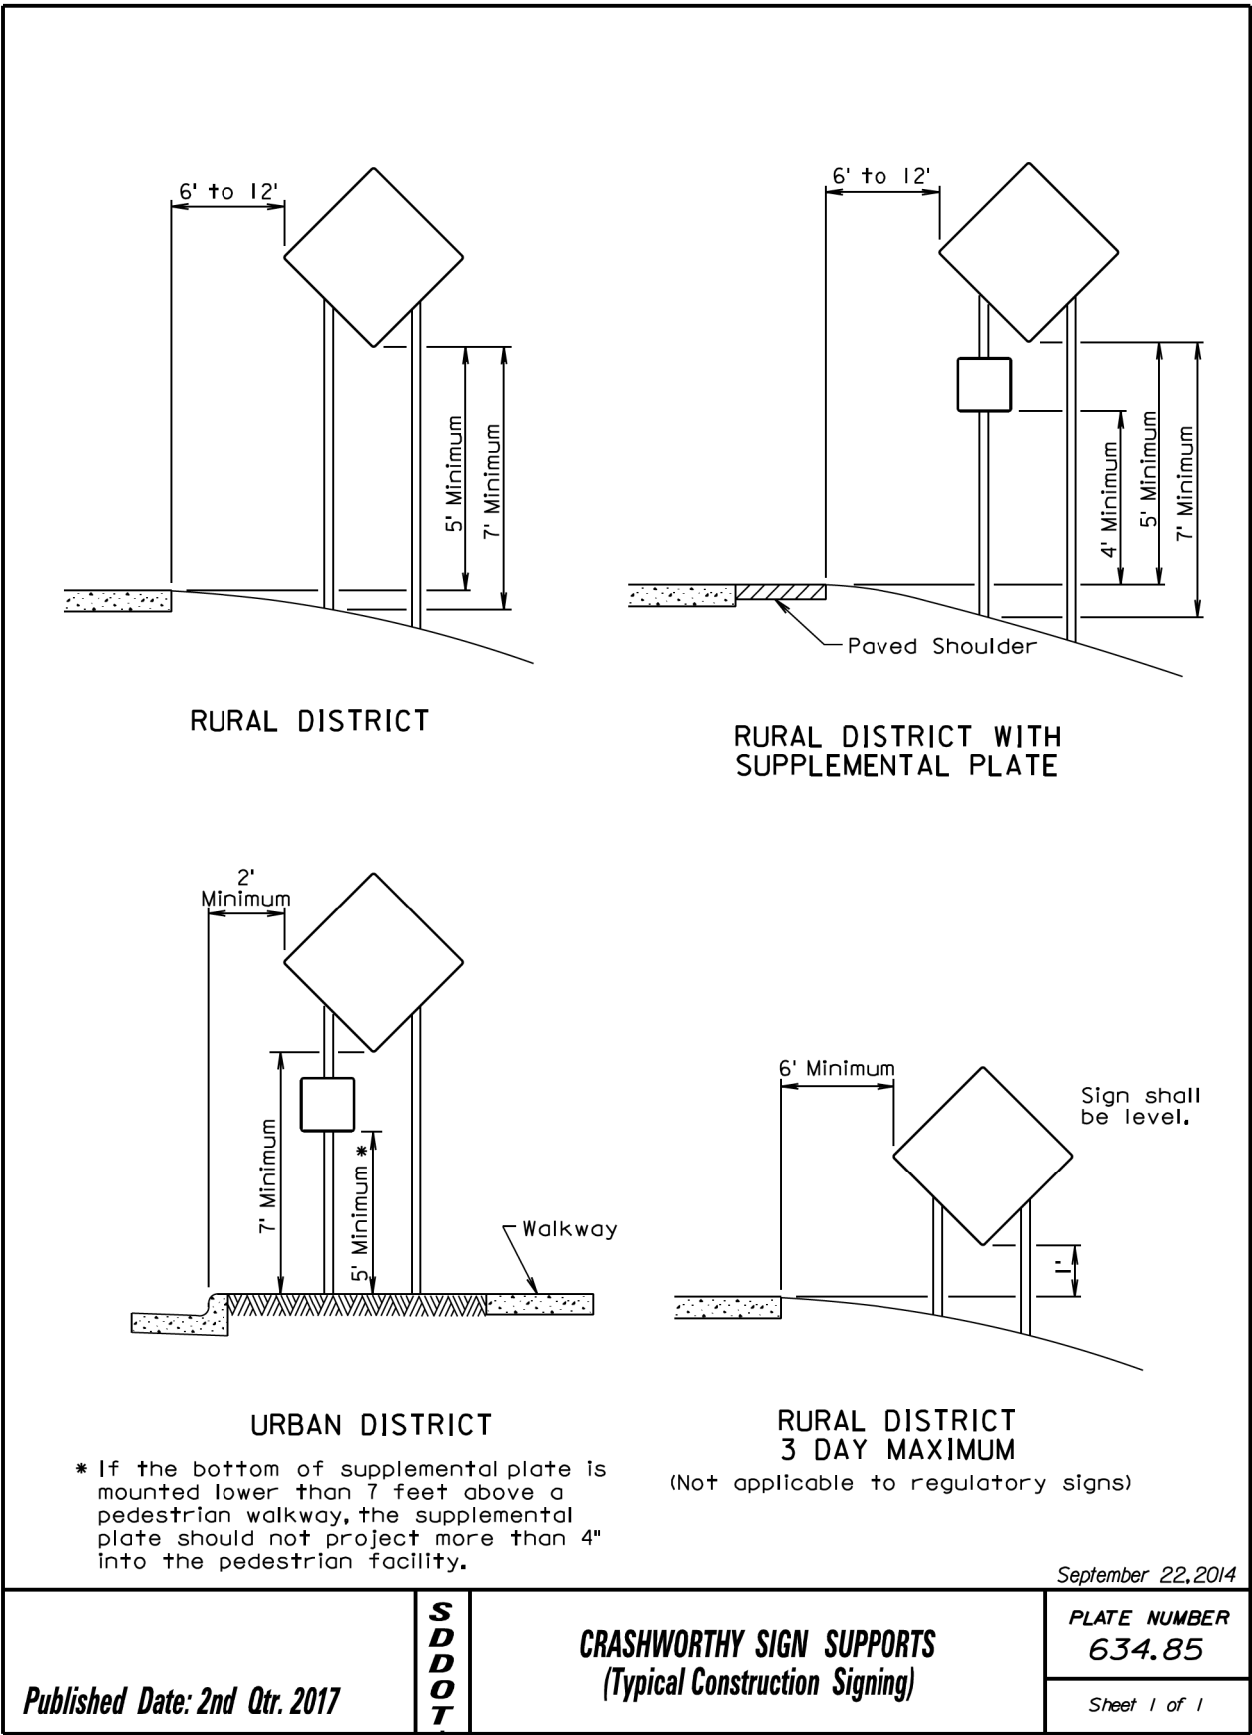 6' to 12'
5' Minimum
7' Minimum
RURAL DISTRICT
6' to 12'
4' Minimum
5' Minimum
7' Minimum
Paved Shoulder
RURAL DISTRICT WITH
SUPPLEMENTAL PLATE
2'
Minimum
7' Minimum
5' Minimum *
Walkway
URBAN DISTRICT
* If the bottom of supplemental plate is
mounted lower than 7 feet above a
pedestrian walkway, the supplemental
plate should not project more than 4"
into the pedestrian facility.
6' Minimum
Sign shall
be level.
1'
RURAL DISTRICT
3 DAY MAXIMUM
(Not applicable to regulatory signs)
September 22, 2014
Published Date: 2nd Qtr. 2017
S
D
D
O
T
CRASHWORTHY SIGN SUPPORTS
(Typical Construction Signing)
PLATE NUMBER
634.85
Sheet 1 of 1